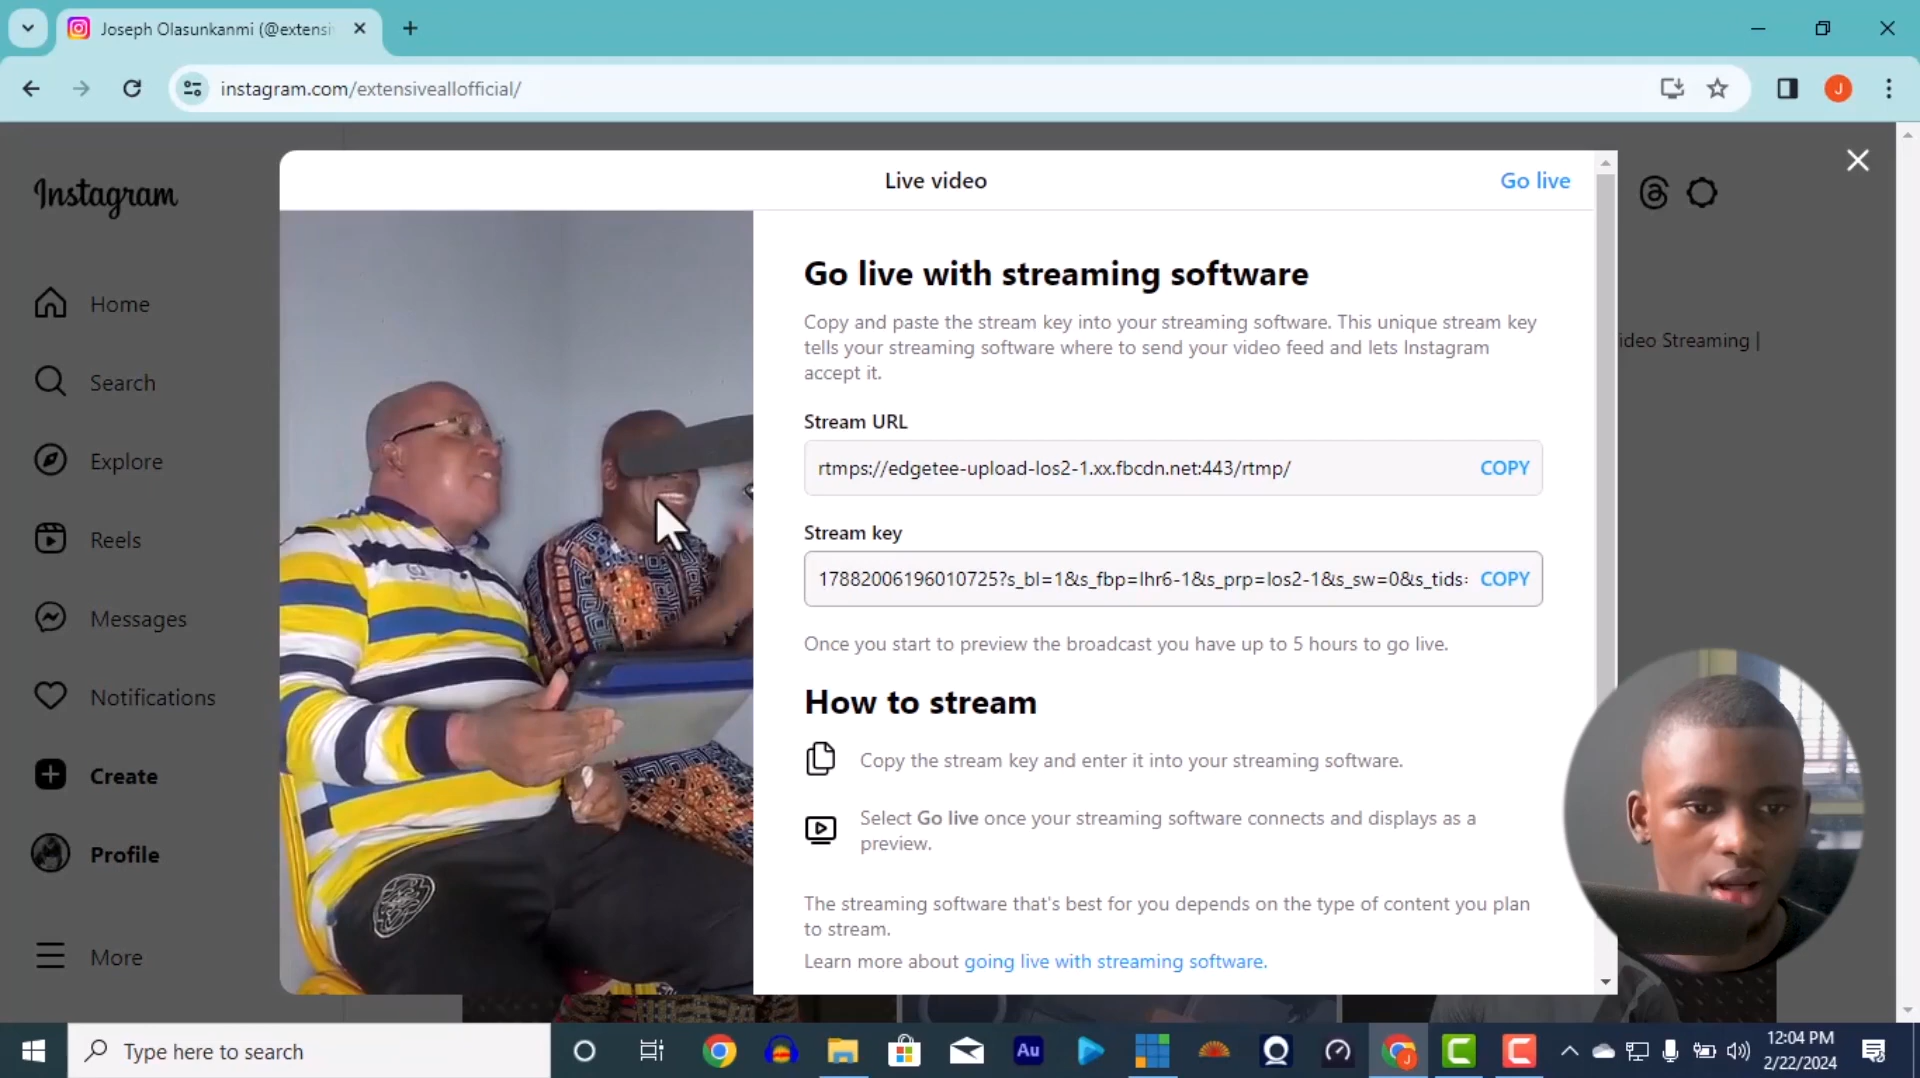 Joseph Olasunkanmi (@extensi
instagram.com/extensiveallofficial/
J
Instagram
Live video
Go live
Home
Search
Explore
Reels
Messages
Notifications
Create
Profile
More
Go live with streaming software
Copy and paste the stream key into your streaming software. This unique stream key
tells your streaming software where to send your video feed and lets Instagram
accept it.
Stream URL
rtmps://edgetee-upload-los2-1.xx.fbcdn.net:443/rtmp/
COPY
Stream key
17882006196010725?s_bl=1&s_fbp=lhr6-1&s_prp=los2-1&s_sw=0&s_tids=
COPY
Once you start to preview the broadcast you have up to 5 hours to go live.
How to stream
Copy the stream key and enter it into your streaming software.
Select Go live once your streaming software connects and displays as a
preview.
The streaming software that's best for you depends on the type of content you plan
to stream.
Learn more about going live with streaming software.
ideo Streaming |
Type here to search
Au
J
12:04 PM
2/22/2024